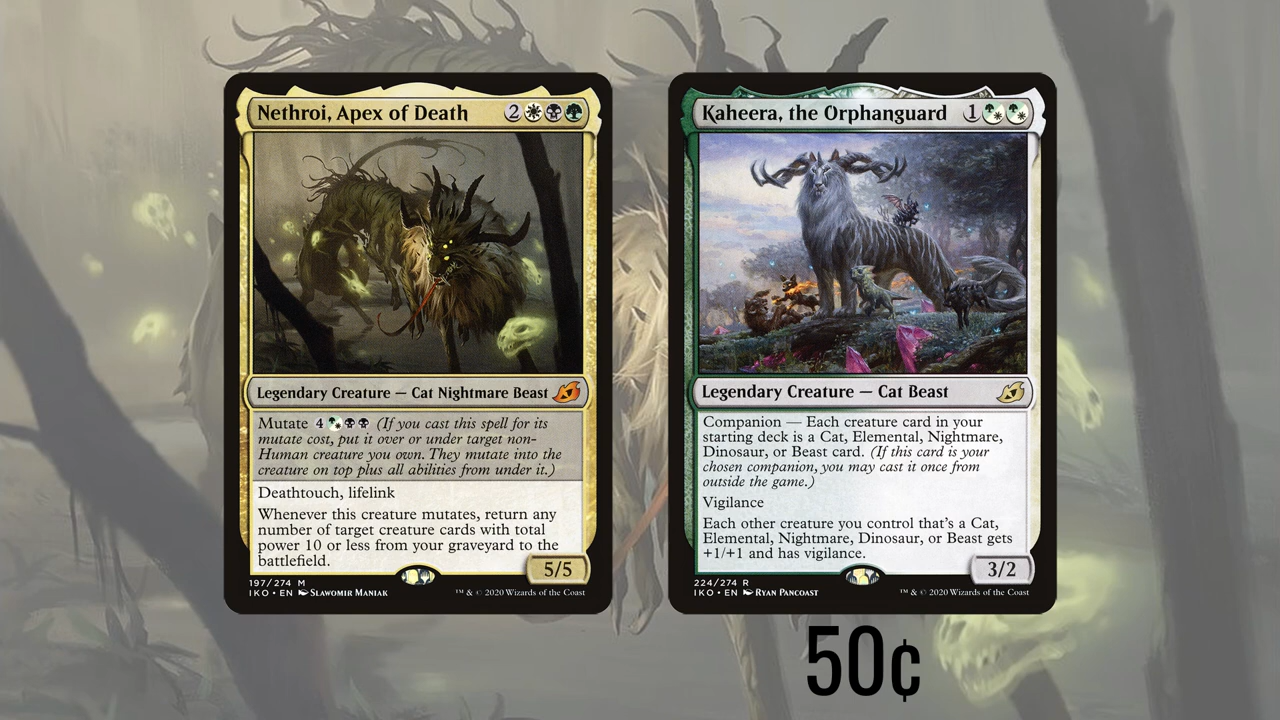 Nethroi, Apex of Death 2
Legendary Creature — Cat Nightmare Beast
Mutate 4 (If you cast this spell for its
mutate cost, put it over or under target non-
Human creature you own. They mutate into the
creature on top plus all abilities from under it.)
Deathtouch, lifelink
Whenever this creature mutates, return any
number of target creature cards with total
power 10 or less from your graveyard to the
battlefield.
5/5
197/274 M
IKO • EN Slawomir Maniak
™ & © 2020 Wizards of the Coast
Kaheera, the Orphanguard 1
Legendary Creature — Cat Beast
Companion — Each creature card in your
starting deck is a Cat, Elemental, Nightmare,
Dinosaur, or Beast card. (If this card is your
chosen companion, you may cast it once from
outside the game.)
Vigilance
Each other creature you control that's a Cat,
Elemental, Nightmare, Dinosaur, or Beast gets
+1/+1 and has vigilance.
3/2
224/274 R
IKO • EN Ryan Pancoast
™ & © 2020 Wizards of the Coast
50¢